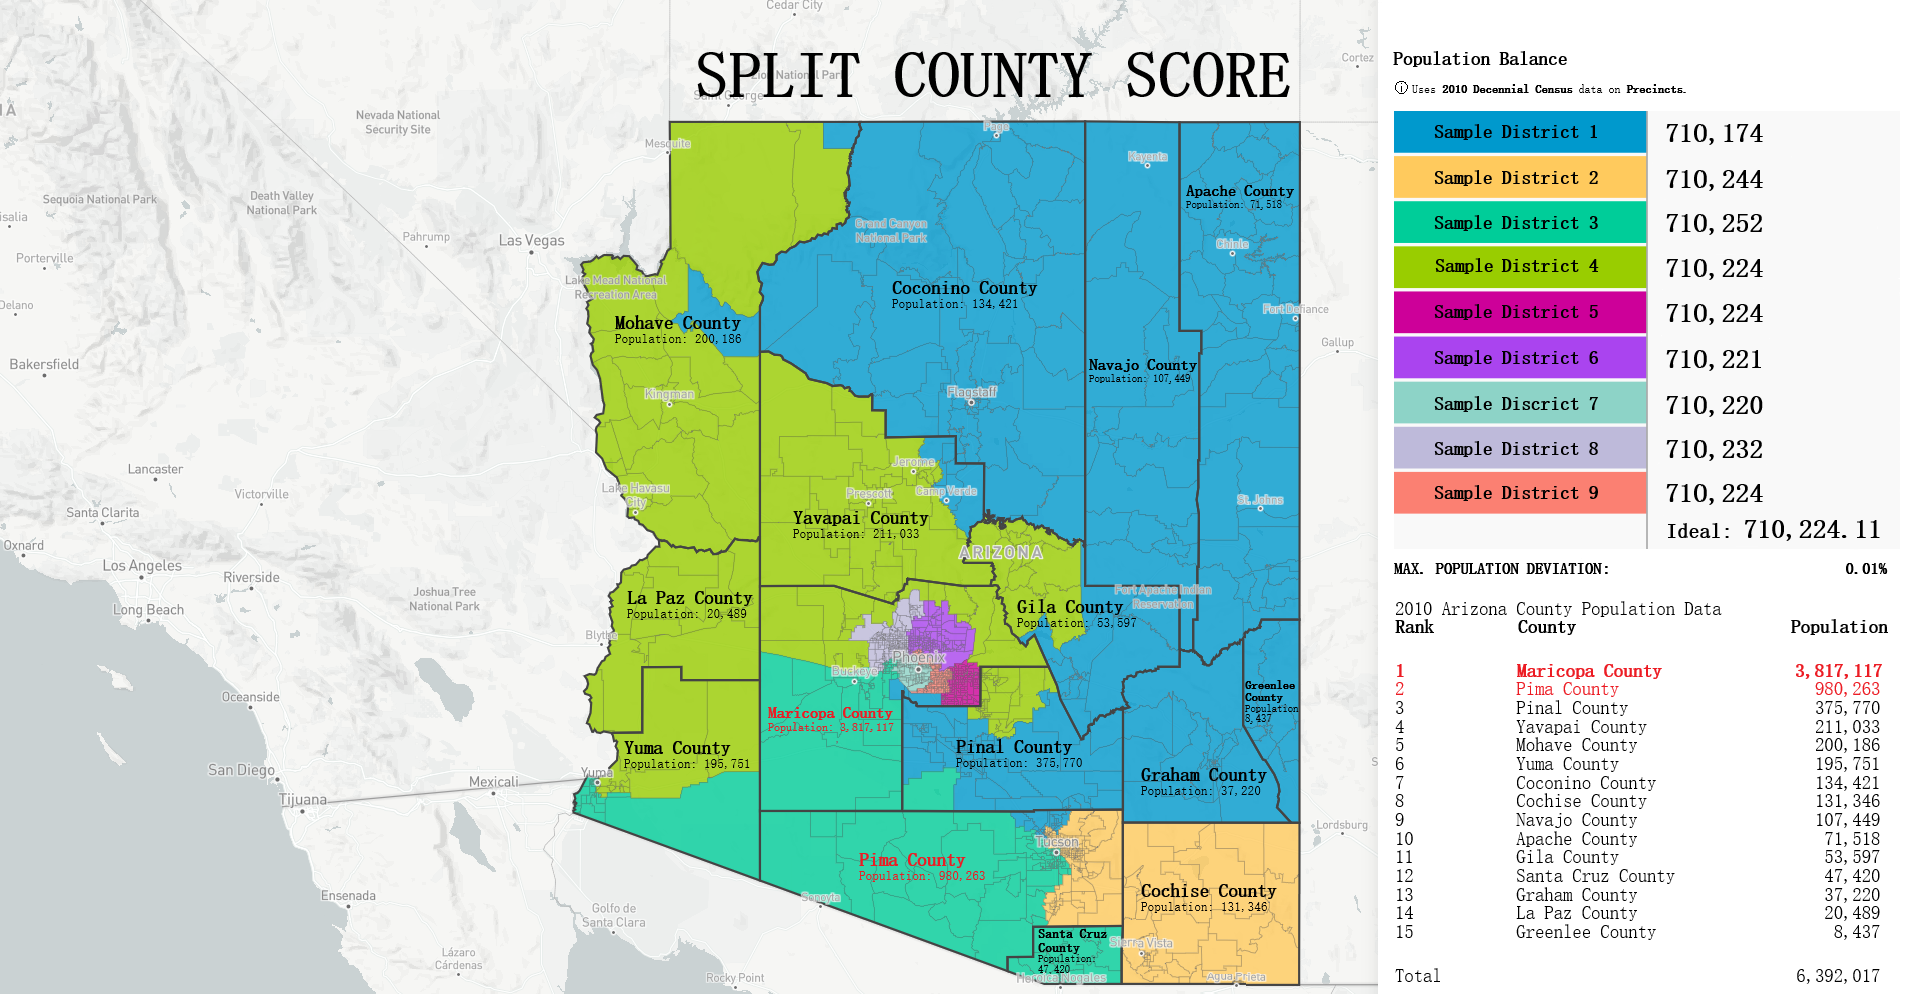 SPLIT COUNTY SCORE
Cedar City
Zion National Park
Saint George
Cortez
Nevada National
Security Site
Mesquite
Page
Kayenta
Sequoia National Park
Death Valley
National Park
isalia
Pahrump
Las Vegas
Porterville
Delano
Bakersfield
Lake Mead National
Recreation Area
Grand Canyon
National Park
Apache County
Population: 71,518
Chinle
Fort Defiance
Gallup
Coconino County
Population: 134,421
Mohave County
Population: 200,186
Navajo County
Population: 107,449
Kingman
Flagstaff
Lancaster
Victorville
Santa Clarita
Lake Havasu
City
Jerome
Prescott
Camp Verde
St. Johns
Yavapai County
Population: 211,033
ARIZONA
Oxnard
Los Angeles
Riverside
Long Beach
Joshua Tree
National Park
Blythe
La Paz County
Population: 20,489
Gila County
Population: 53,597
Fort Apache Indian
Reservation
Phoenix
Buckeye
Oceanside
Greenlee
County
Population
8,437
Maricopa County
Population: 3,817,117
Yuma County
Population: 195,751
Pinal County
Population: 375,770
Graham County
Population: 37,220
San Diego
Tijuana
Mexicali
Yuma
Lordsburg
Tucson
Pima County
Population: 980,263
Cochise County
Population: 131,346
Ensenada
Sonoyta
Golfo de
Santa Clara
Santa Cruz
County
Population:
47,420
Sierra Vista
Lázaro
Cárdenas
Rocky Point
Heroica Nogales
Agua Prieta
Population Balance
Uses 2010 Decennial Census data on Precincts.
Sample District 1 710,174
Sample District 2 710,244
Sample District 3 710,252
Sample District 4 710,224
Sample District 5 710,224
Sample District 6 710,221
Sample Discrict 7 710,220
Sample District 8 710,232
Sample District 9 710,224
Ideal: 710,224.11
MAX. POPULATION DEVIATION: 0.01%
2010 Arizona County Population Data
Rank County Population
1 Maricopa County 3,817,117
2 Pima County 980,263
3 Pinal County 375,770
4 Yavapai County 211,033
5 Mohave County 200,186
6 Yuma County 195,751
7 Coconino County 134,421
8 Cochise County 131,346
9 Navajo County 107,449
10 Apache County 71,518
11 Gila County 53,597
12 Santa Cruz County 47,420
13 Graham County 37,220
14 La Paz County 20,489
15 Greenlee County 8,437
Total 6,392,017